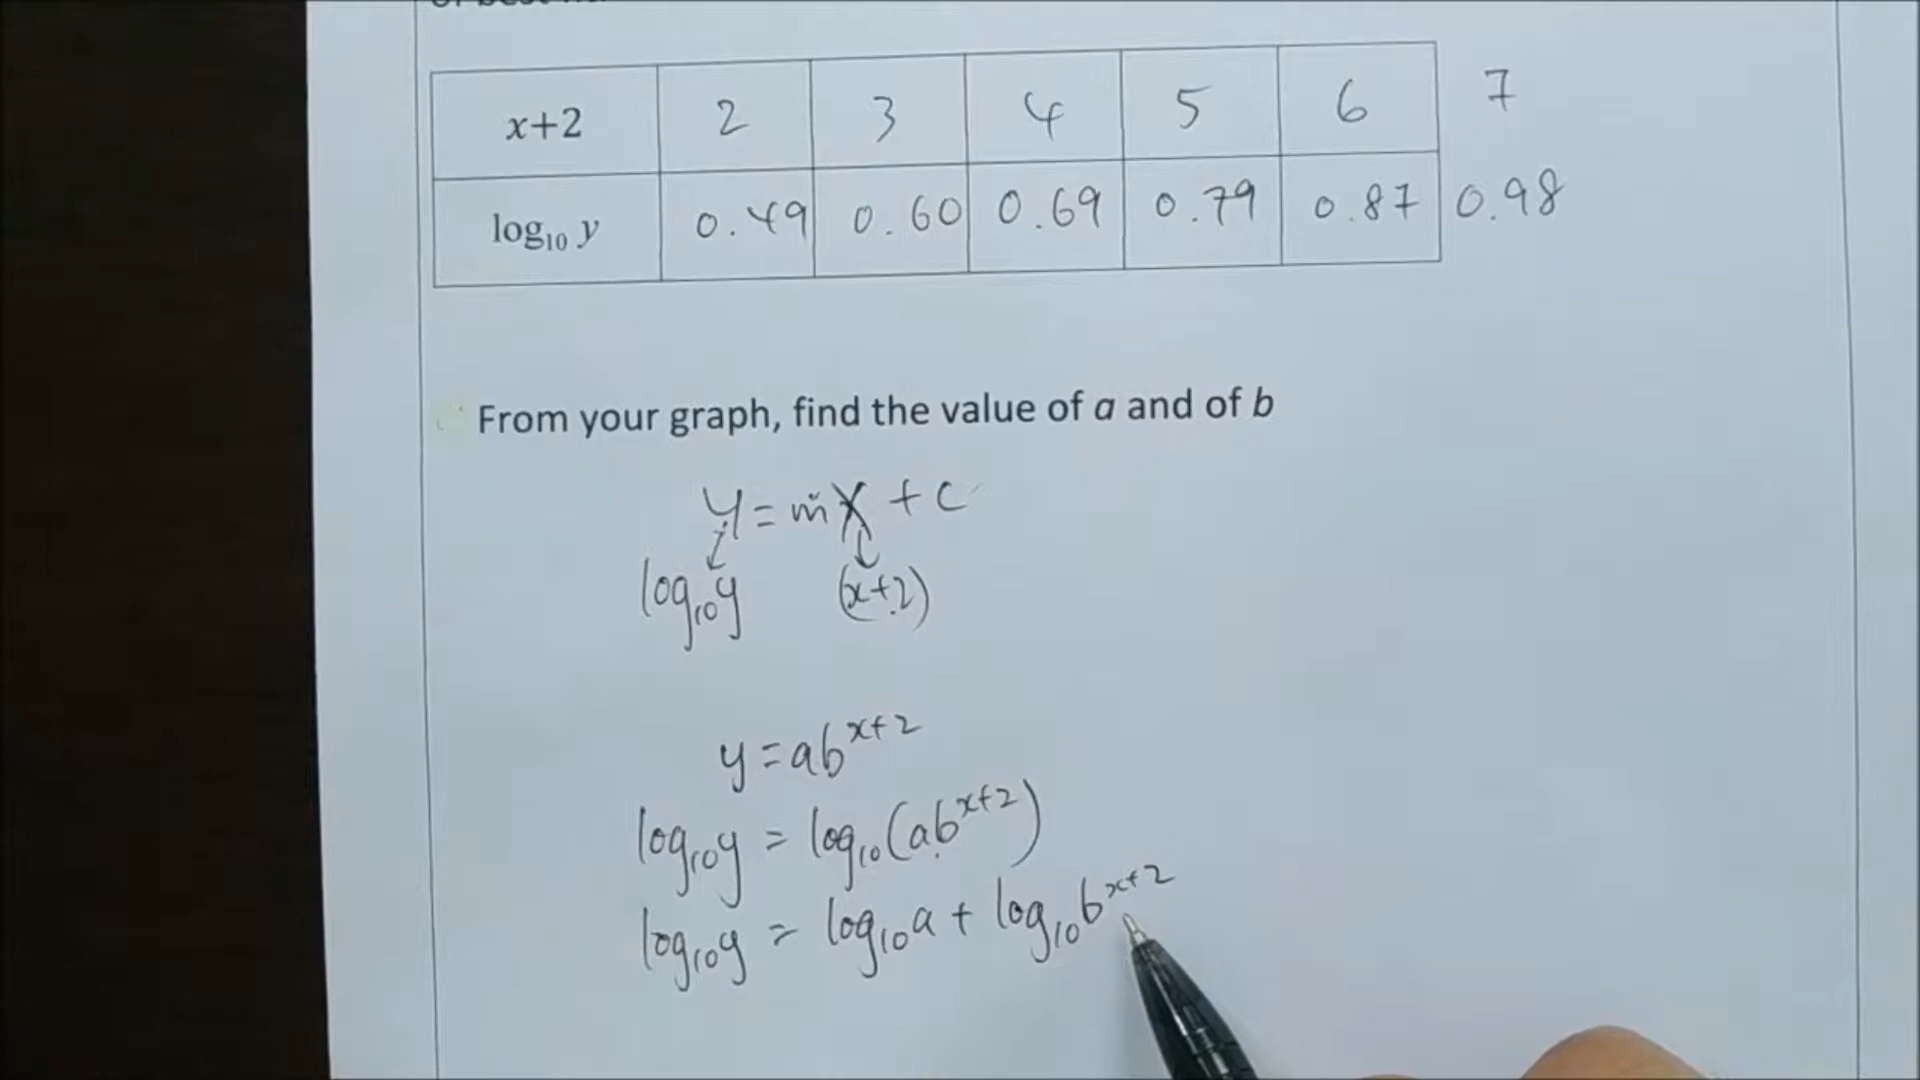 x+2 2 3 4 5 6 7
log₁₀ y 0.49 0.60 0.69 0.79 0.87 0.98
From your graph, find the value of a and of b
Y = mX + C
log₁₀y (x+2)
y = ab^(x+2)
log₁₀y = log₁₀(ab^(x+2))
log₁₀y = log₁₀a + log₁₀b^(x+2)